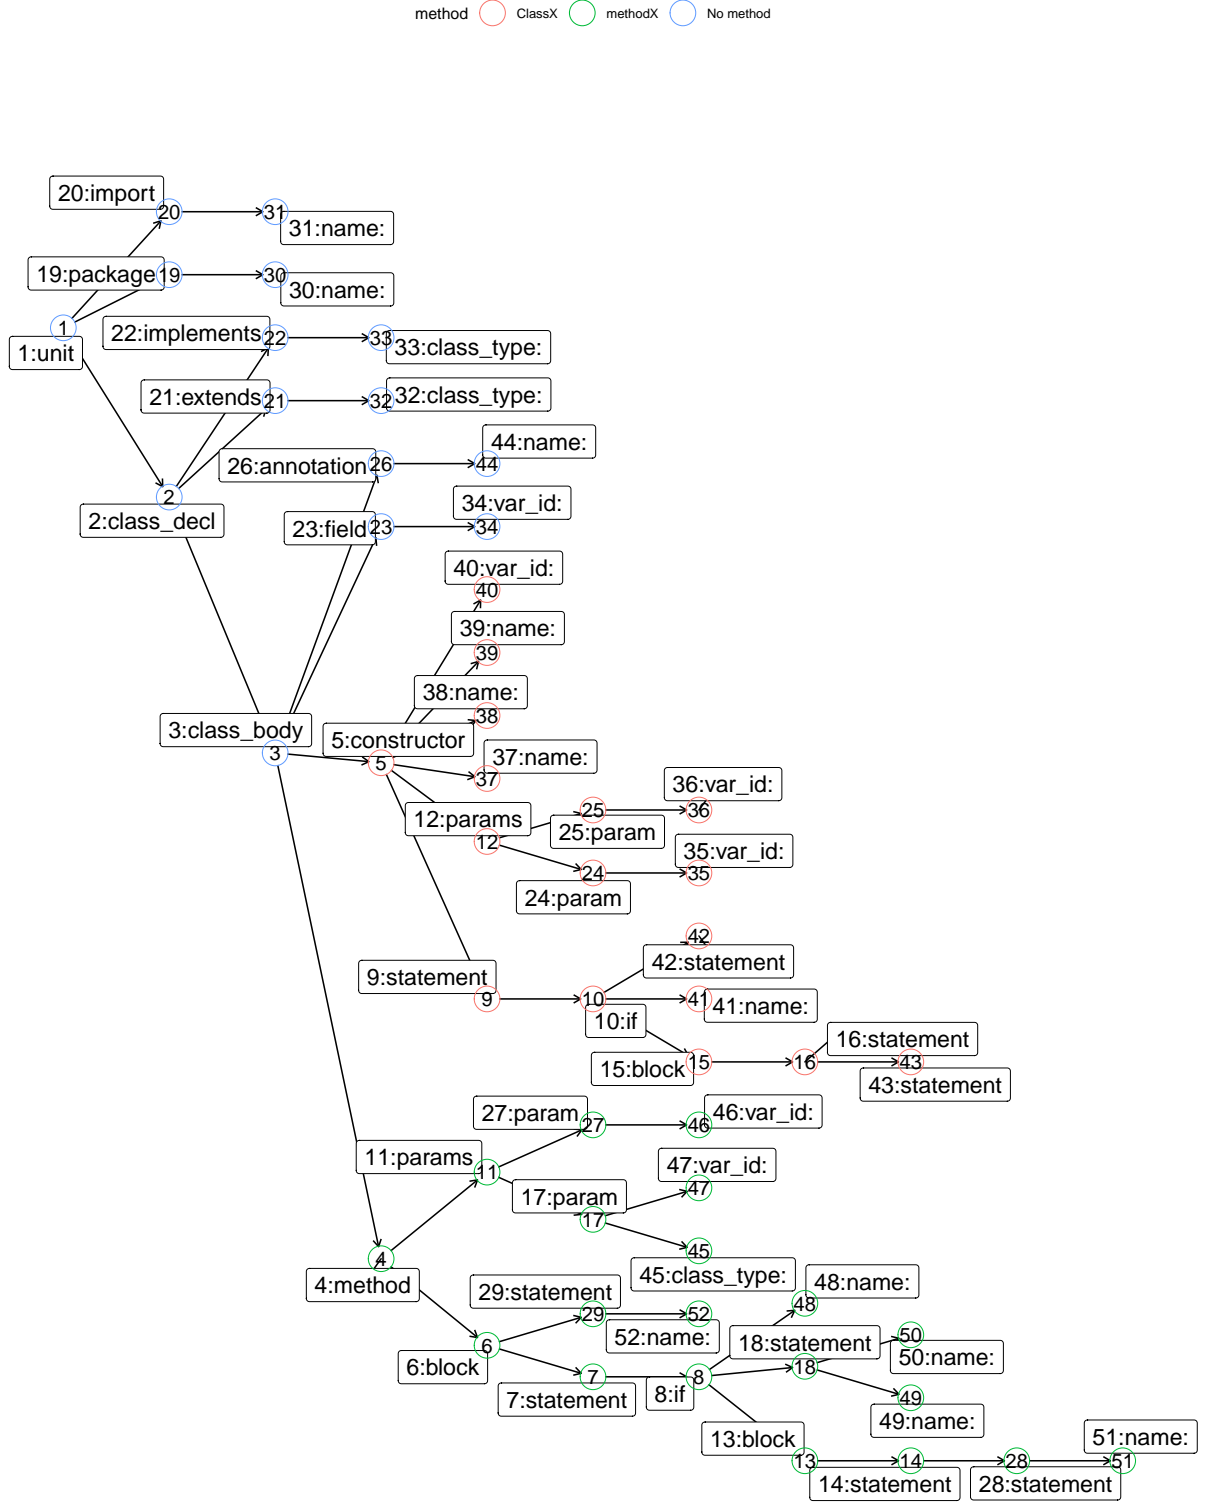 method ClassX methodX No method
20:import
20 31
31:name:
19:package 19 30
30:name:
1
1:unit
22:implements 22 33
33:class_type:
21:extends 21 32 32:class_type:
44:name:
26:annotation 26 44
2
2:class_decl
34:var_id:
23:field 23 34
40:var_id:
40
39:name:
39
38:name:
38
3:class_body
3
5:constructor
5
37:name:
37
36:var_id:
12:params
12
25 36
25:param
35:var_id:
24 35
24:param
42
42:statement
9:statement
9 10 41
41:name:
10:if
16:statement
15:block 15 16 43
43:statement
27:param 27 46
46:var_id:
11:params
11
47:var_id:
47
17:param
17
45
45:class_type:
4
4:method
48:name:
48
29:statement
29 52
52:name:
18:statement
18
50
50:name:
6
6:block
7 8
7:statement
8:if
49
49:name:
13:block
51:name:
13 14 28 51
14:statement 28:statement